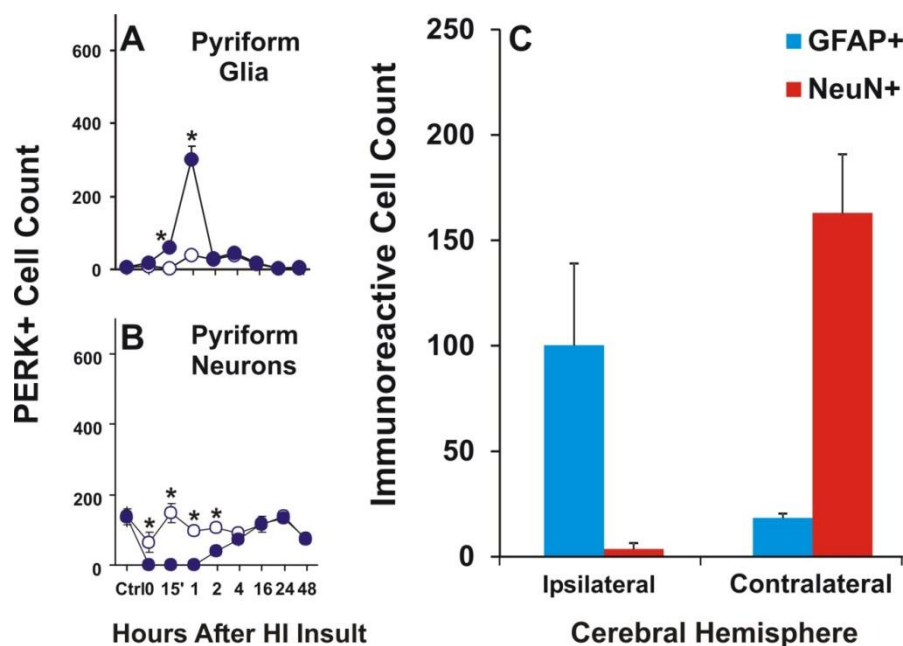 A
Pyriform
Glia
600
400
200
0
*
*
PERK+ Cell Count
B
Pyriform
Neurons
600
400
200
0
*
*
*
*
Ctrl0 15' 1 2 4 16 24 48
Hours After HI Insult
C
GFAP+
NeuN+
250
200
150
100
50
0
Immunoreactive Cell Count
Ipsilateral Contralateral
Cerebral Hemisphere